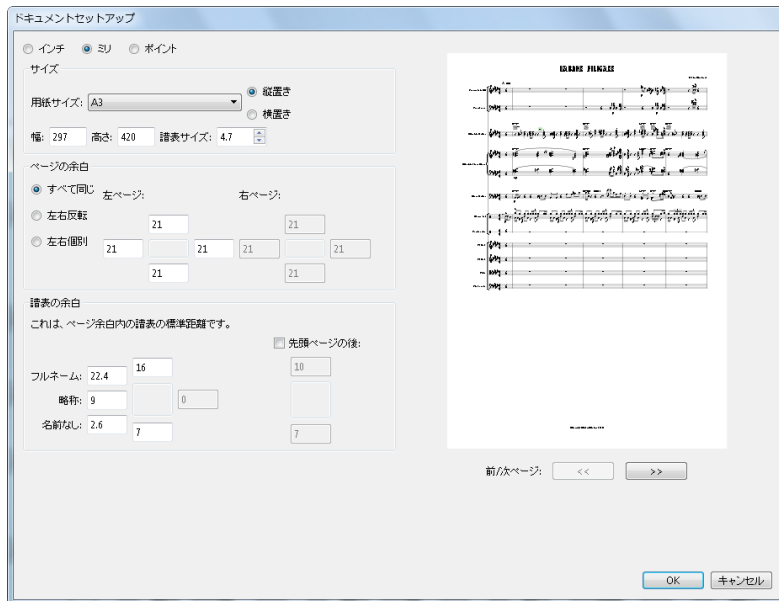 ドキュメントセットアップ
インチ ミリ ポイント
サイズ
用紙サイズ: A3
縦置き
横置き
幅: 297 高さ: 420 譜表サイズ: 4.7
ページの余白
すべて同じ 左ページ: 右ページ:
左右反転
21 21
左右個別
21 21 21 21
21 21
譜表の余白
これは、ページ余白内の譜表の標準距離です。
先頭ページの後:
16 10
フルネーム: 22.4
略称: 9 0
名前なし: 2.6
7 7
前/次ページ: << >>
OK キャンセル